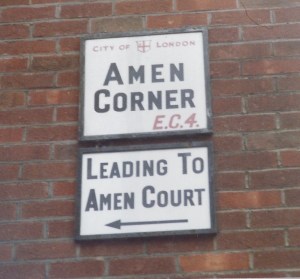 CITY OF LONDON
AMEN
CORNER
E.C.4.
LEADING TO
AMEN COURT